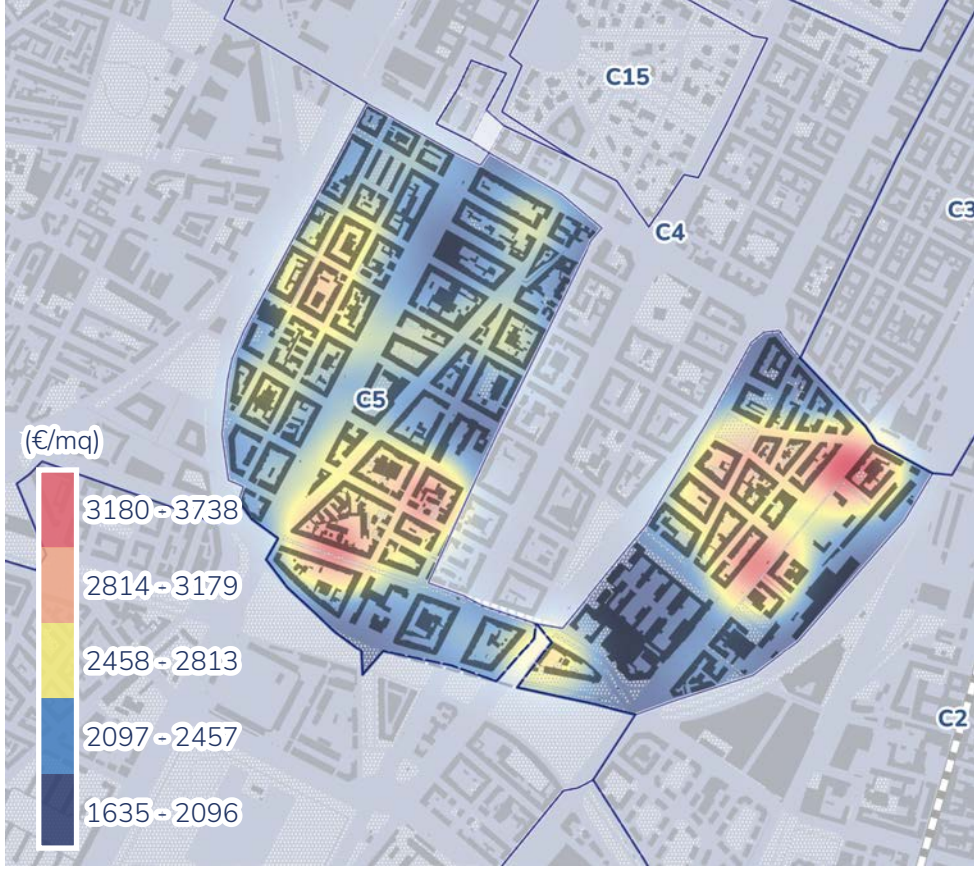 C15
C3
C4
C5
(€/mq)
3180 - 3738
2814 - 3179
2458 - 2813
2097 - 2457
1635 - 2096
C2